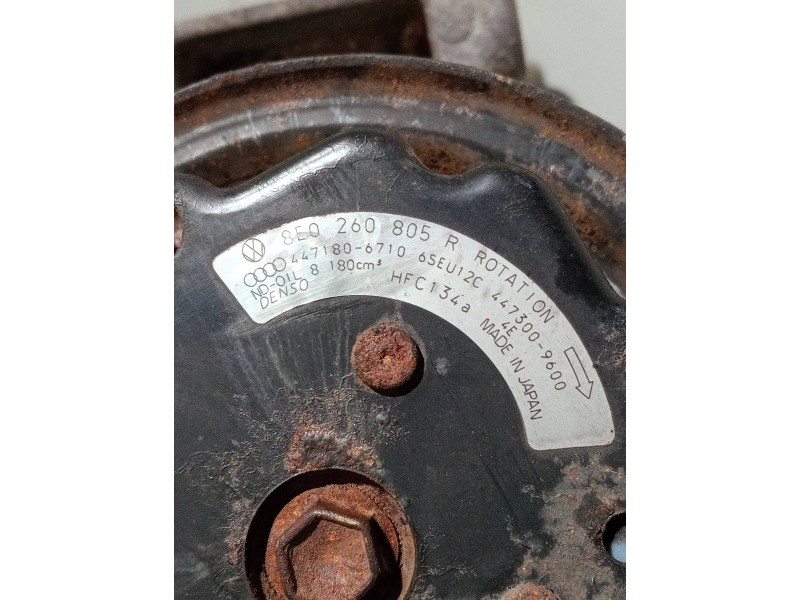 8E0 260 805 R ROTATION
447180-6710 6SEU12C 447300-9600
ND-OIL 8 180cm³ HFC134a 4E
DENSO MADE IN JAPAN